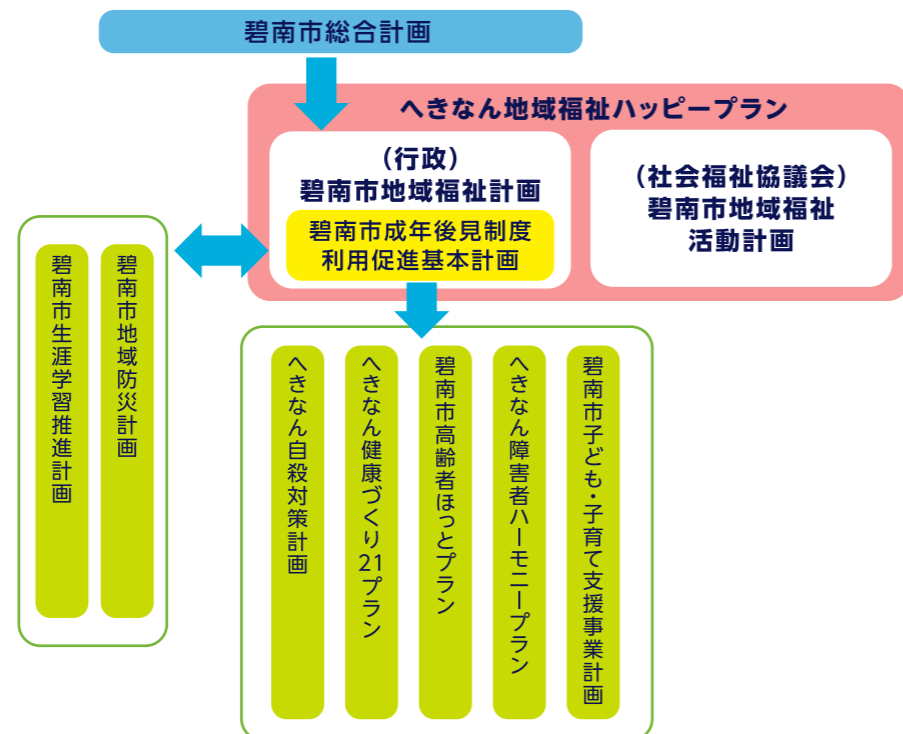 碧南市総合計画
へきなん地域福祉ハッピープラン
（行政）
碧南市地域福祉計画
碧南市成年後見制度
利用促進基本計画
（社会福祉協議会）
碧南市地域福祉
活動計画
碧南市地域防災計画
碧南市生涯学習推進計画
碧南市子ども・子育て支援事業計画
へきなん障害者ハーモニープラン
碧南市高齢者ほっとプラン
へきなん健康づくり21プラン
へきなん自殺対策計画